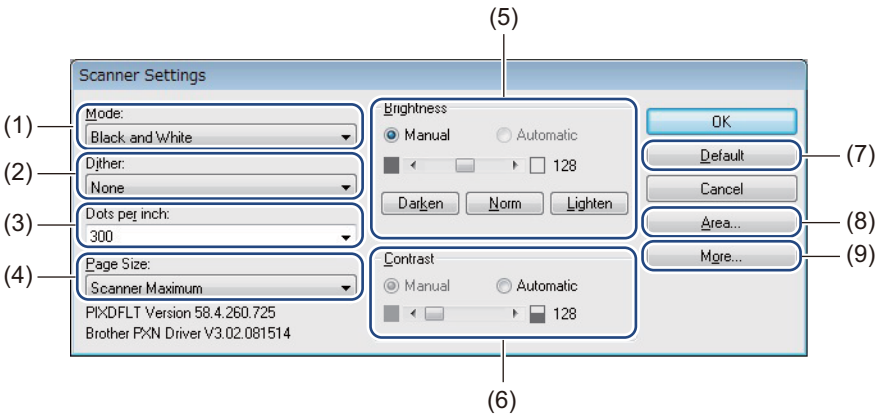 (5)
Scanner Settings
(1)
Mode:
Black and White
(2)
Dither:
None
(3)
Dots per inch:
300
(4)
Page Size:
Scanner Maximum
PIXDFLT Version 58.4.260.725
Brother PXN Driver V3.02.081514
Brightness
Manual Automatic
128
Darken Norm Lighten
Contrast
Manual Automatic
128
(6)
OK
Default
(7)
Cancel
Area...
(8)
More...
(9)